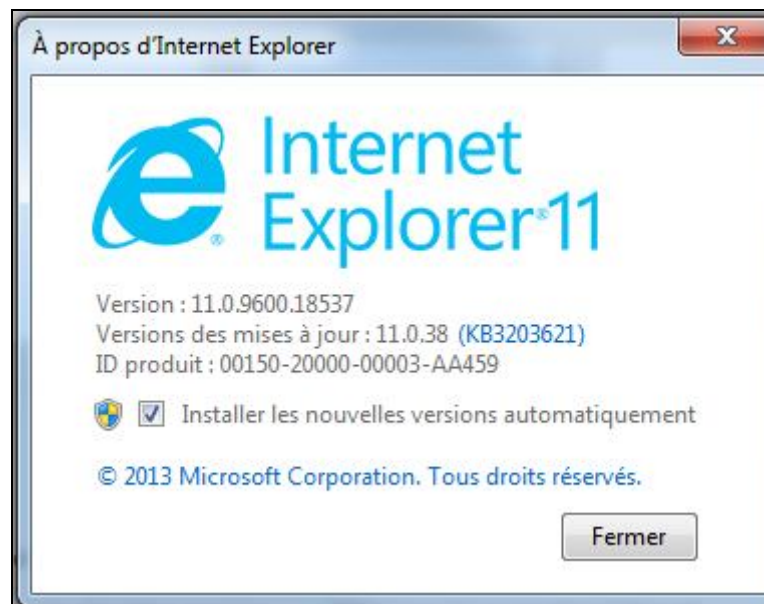 À propos d'Internet Explorer
Internet
Explorer®11
Version : 11.0.9600.18537
Versions des mises à jour : 11.0.38 (KB3203621)
ID produit : 00150-20000-00003-AA459
Installer les nouvelles versions automatiquement
© 2013 Microsoft Corporation. Tous droits réservés.
Fermer